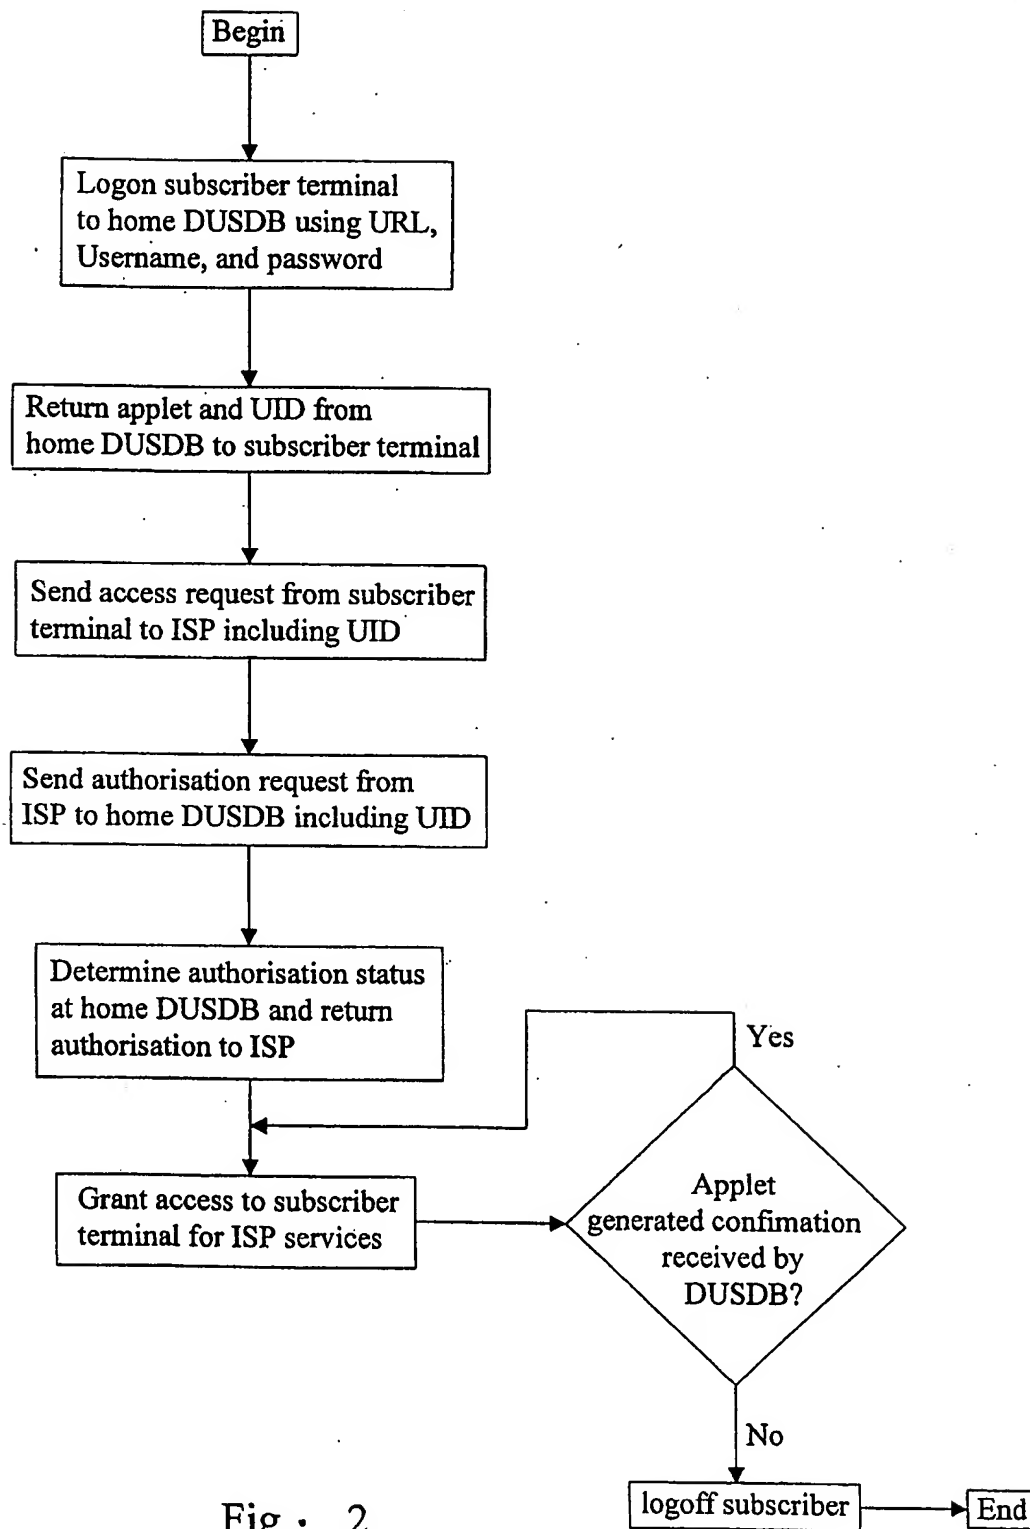 Begin
Logon subscriber terminal
to home DUSDB using URL,
Username, and password
Return applet and UID from
home DUSDB to subscriber terminal
Send access request from subscriber
terminal to ISP including UID
Send authorisation request from
ISP to home DUSDB including UID
Determine authorisation status
at home DUSDB and return
authorisation to ISP
Yes
Grant access to subscriber
terminal for ISP services
Applet
generated confimation
received by
DUSDB?
No
logoff subscriber
End
Fig. 2